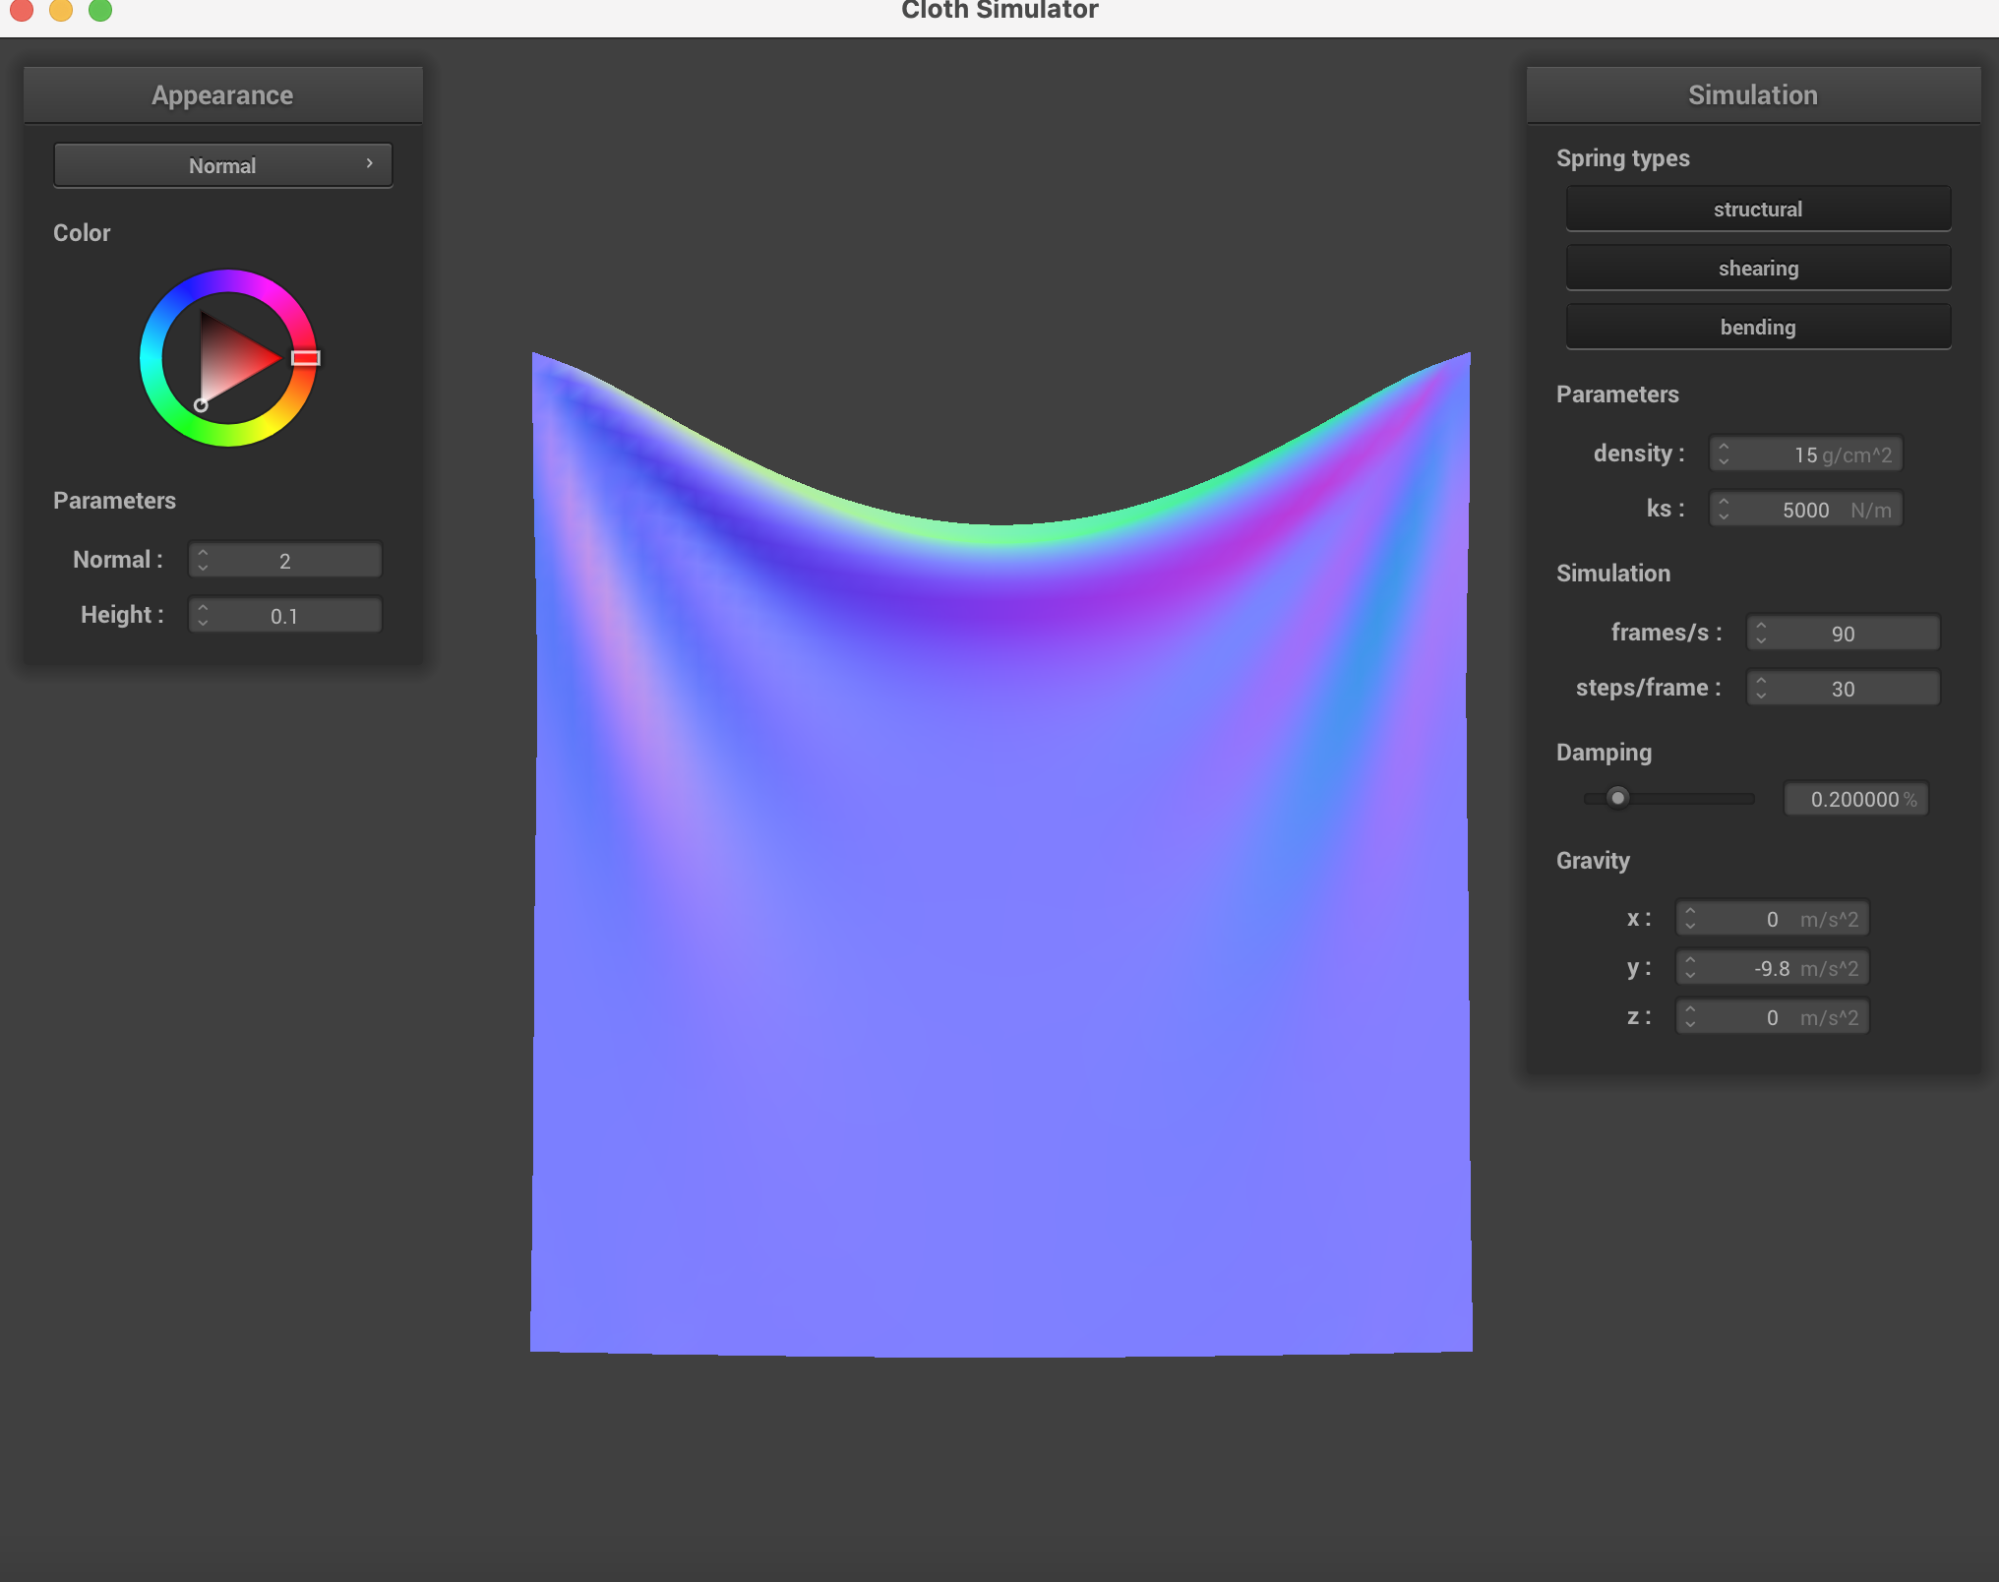 Cloth Simulator
Appearance
Normal
Color
Parameters
Normal : 2
Height : 0.1
Simulation
Spring types
structural
shearing
bending
Parameters
density : 15 g/cm^2
ks : 5000 N/m
Simulation
frames/s : 90
steps/frame : 30
Damping
0.200000 %
Gravity
x : 0 m/s^2
y : -9.8 m/s^2
z : 0 m/s^2